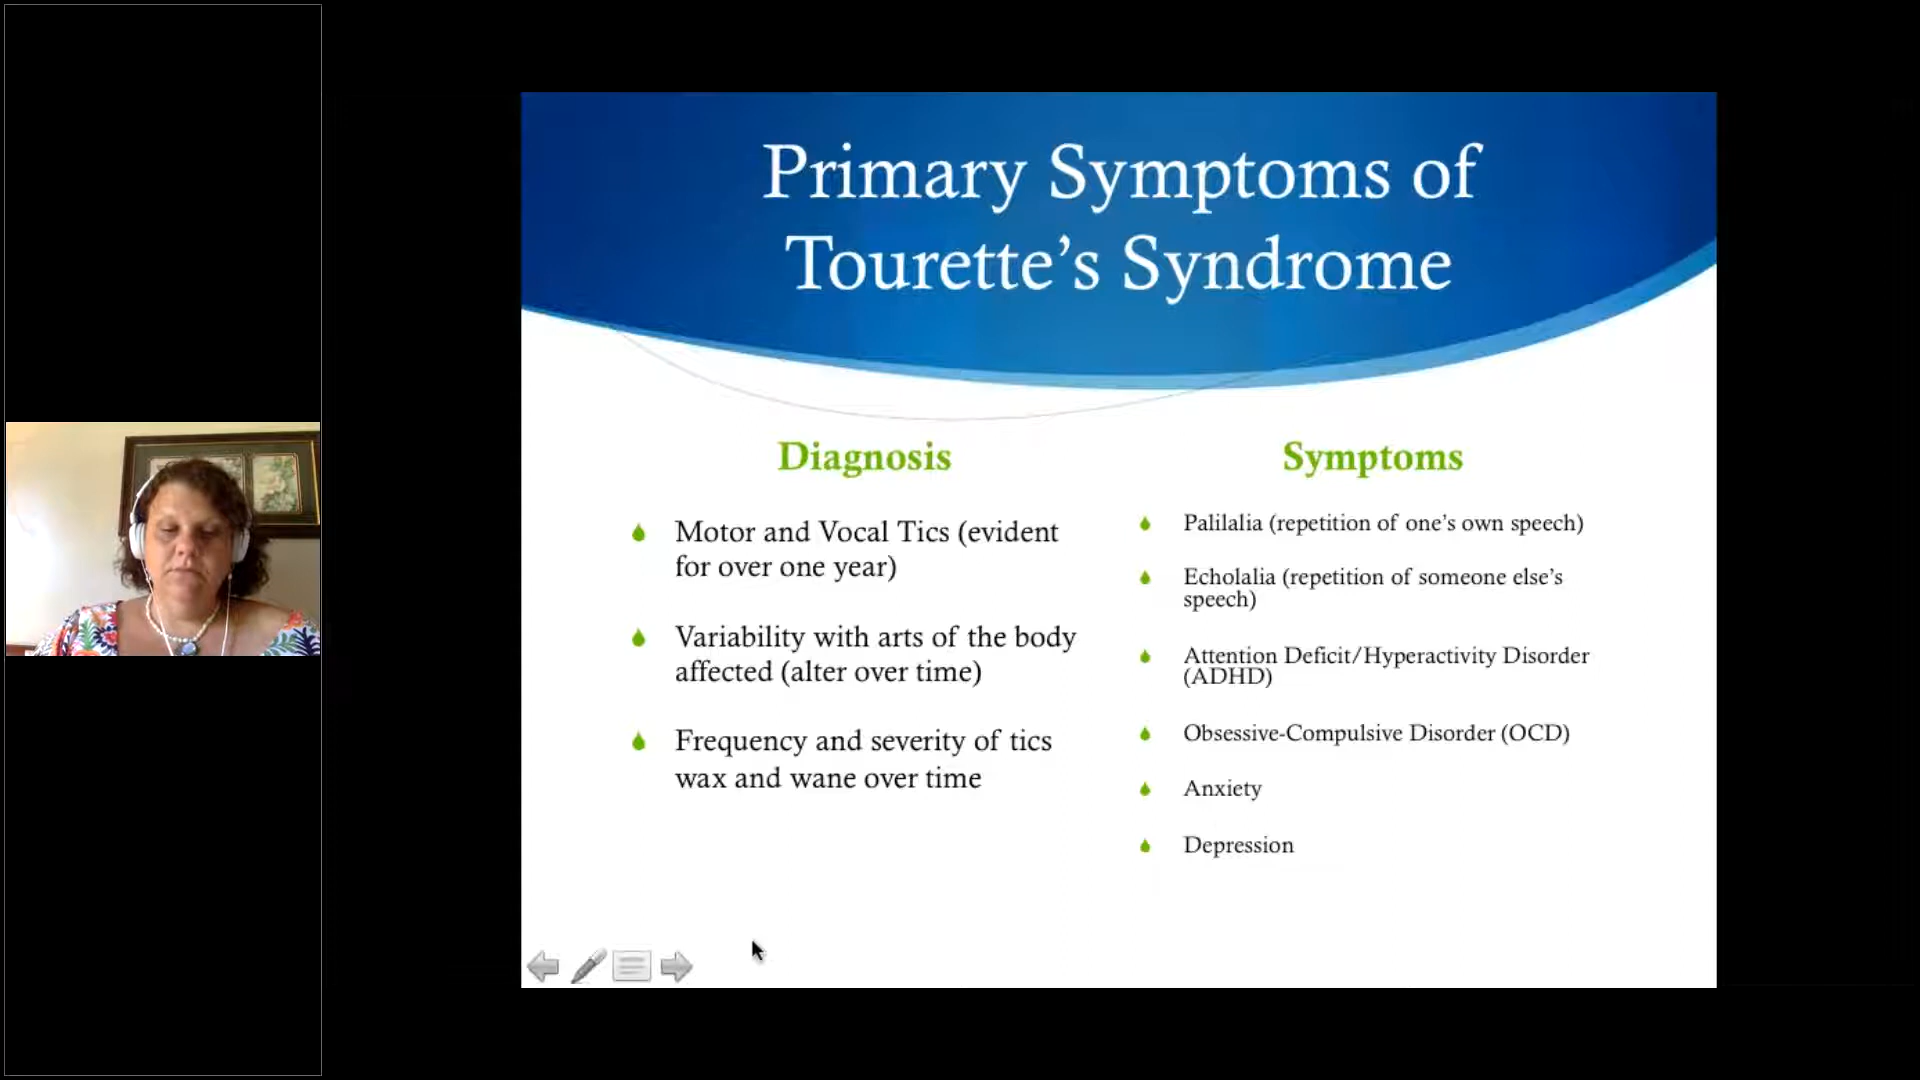 Primary Symptoms of
Tourette’s Syndrome
Diagnosis
Motor and Vocal Tics (evident
for over one year)
Variability with arts of the body
affected (alter over time)
Frequency and severity of tics
wax and wane over time
Symptoms
Palilalia (repetition of one’s own speech)
Echolalia (repetition of someone else’s
speech)
Attention Deficit/Hyperactivity Disorder
(ADHD)
Obsessive-Compulsive Disorder (OCD)
Anxiety
Depression